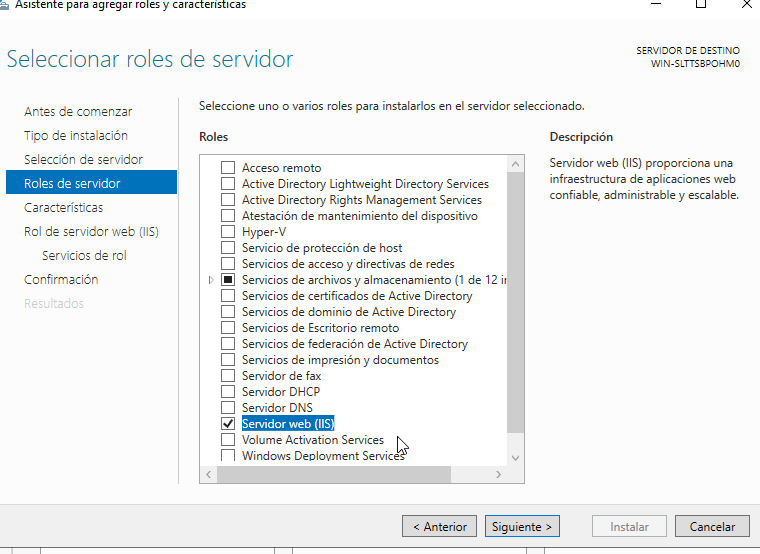 Asistente para agregar roles y características
Seleccionar roles de servidor
SERVIDOR DE DESTINO
WIN-SLTTSBPOHM0
Antes de comenzar
Tipo de instalación
Selección de servidor
Roles de servidor
Características
Rol de servidor web (IIS)
Servicios de rol
Confirmación
Resultados
Seleccione uno o varios roles para instalarlos en el servidor seleccionado.
Roles
Acceso remoto
Active Directory Lightweight Directory Services
Active Directory Rights Management Services
Atestación de mantenimiento del dispositivo
Hyper-V
Servicio de protección de host
Servicios de acceso y directivas de redes
Servicios de archivos y almacenamiento (1 de 12 in
Servicios de certificados de Active Directory
Servicios de dominio de Active Directory
Servicios de Escritorio remoto
Servicios de federación de Active Directory
Servicios de impresión y documentos
Servidor de fax
Servidor DHCP
Servidor DNS
Servidor web (IIS)
Volume Activation Services
Windows Deployment Services
Descripción
Servidor web (IIS) proporciona una
infraestructura de aplicaciones web
confiable, administrable y escalable.
< Anterior
Siguiente >
Instalar
Cancelar